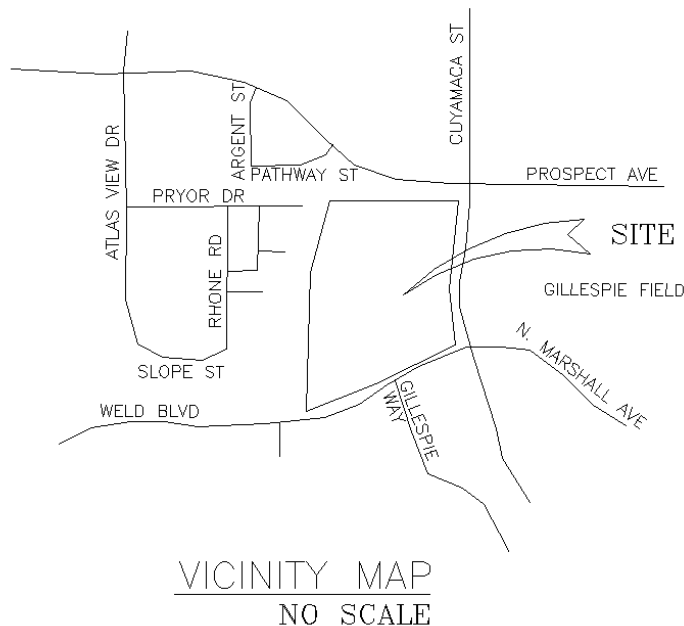 CUYAMACA ST
ARGENT ST
ATLAS VIEW DR
PATHWAY ST
PROSPECT AVE
PRYOR DR
SITE
RHONE RD
GILLESPIE FIELD
N. MARSHALL AVE
SLOPE ST
WELD BLVD
GILLESPIE
WAY
VICINITY MAP
NO SCALE